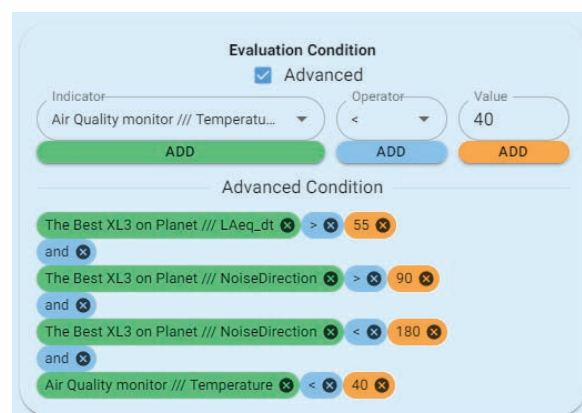 Evaluation Condition
Advanced
Indicator Operator Value
Air Quality monitor /// Temperatu... < 40
ADD ADD ADD
Advanced Condition
The Best XL3 on Planet /// LAeq_dt > 55
and
The Best XL3 on Planet /// NoiseDirection > 90
and
The Best XL3 on Planet /// NoiseDirection < 180
and
Air Quality monitor /// Temperature < 40